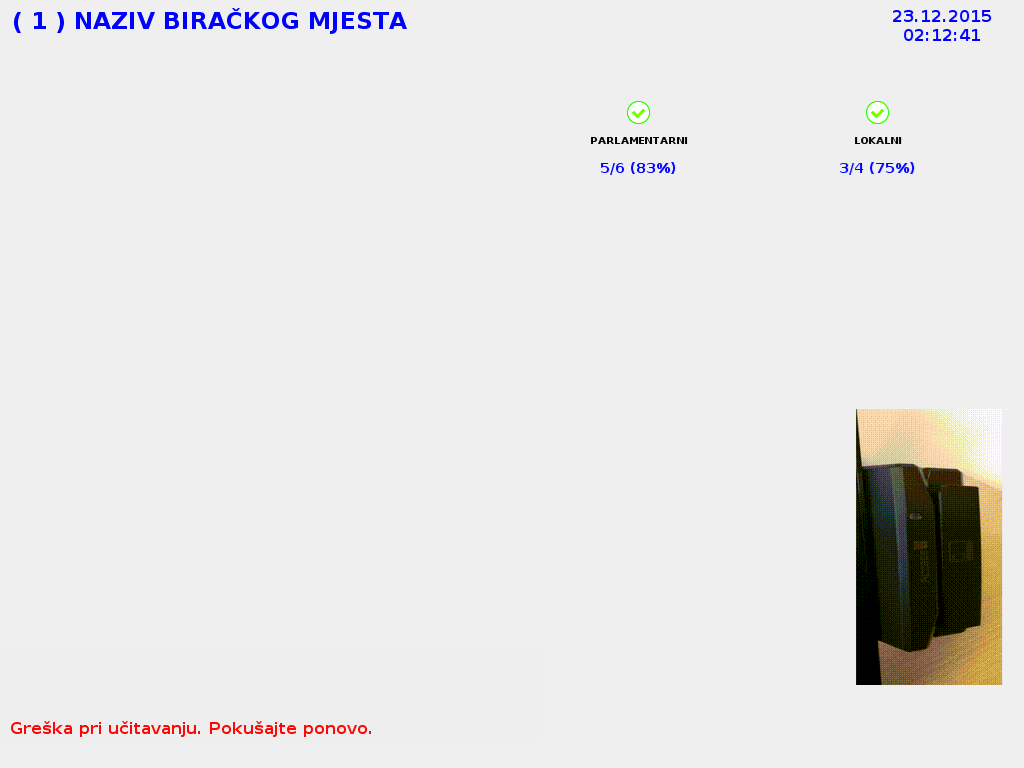 ( 1 ) NAZIV BIRAČKOG MJESTA
23.12.2015
02:12:41
PARLAMENTARNI
LOKALNI
5/6 (83%)
3/4 (75%)
Greška pri učitavanju. Pokušajte ponovo.